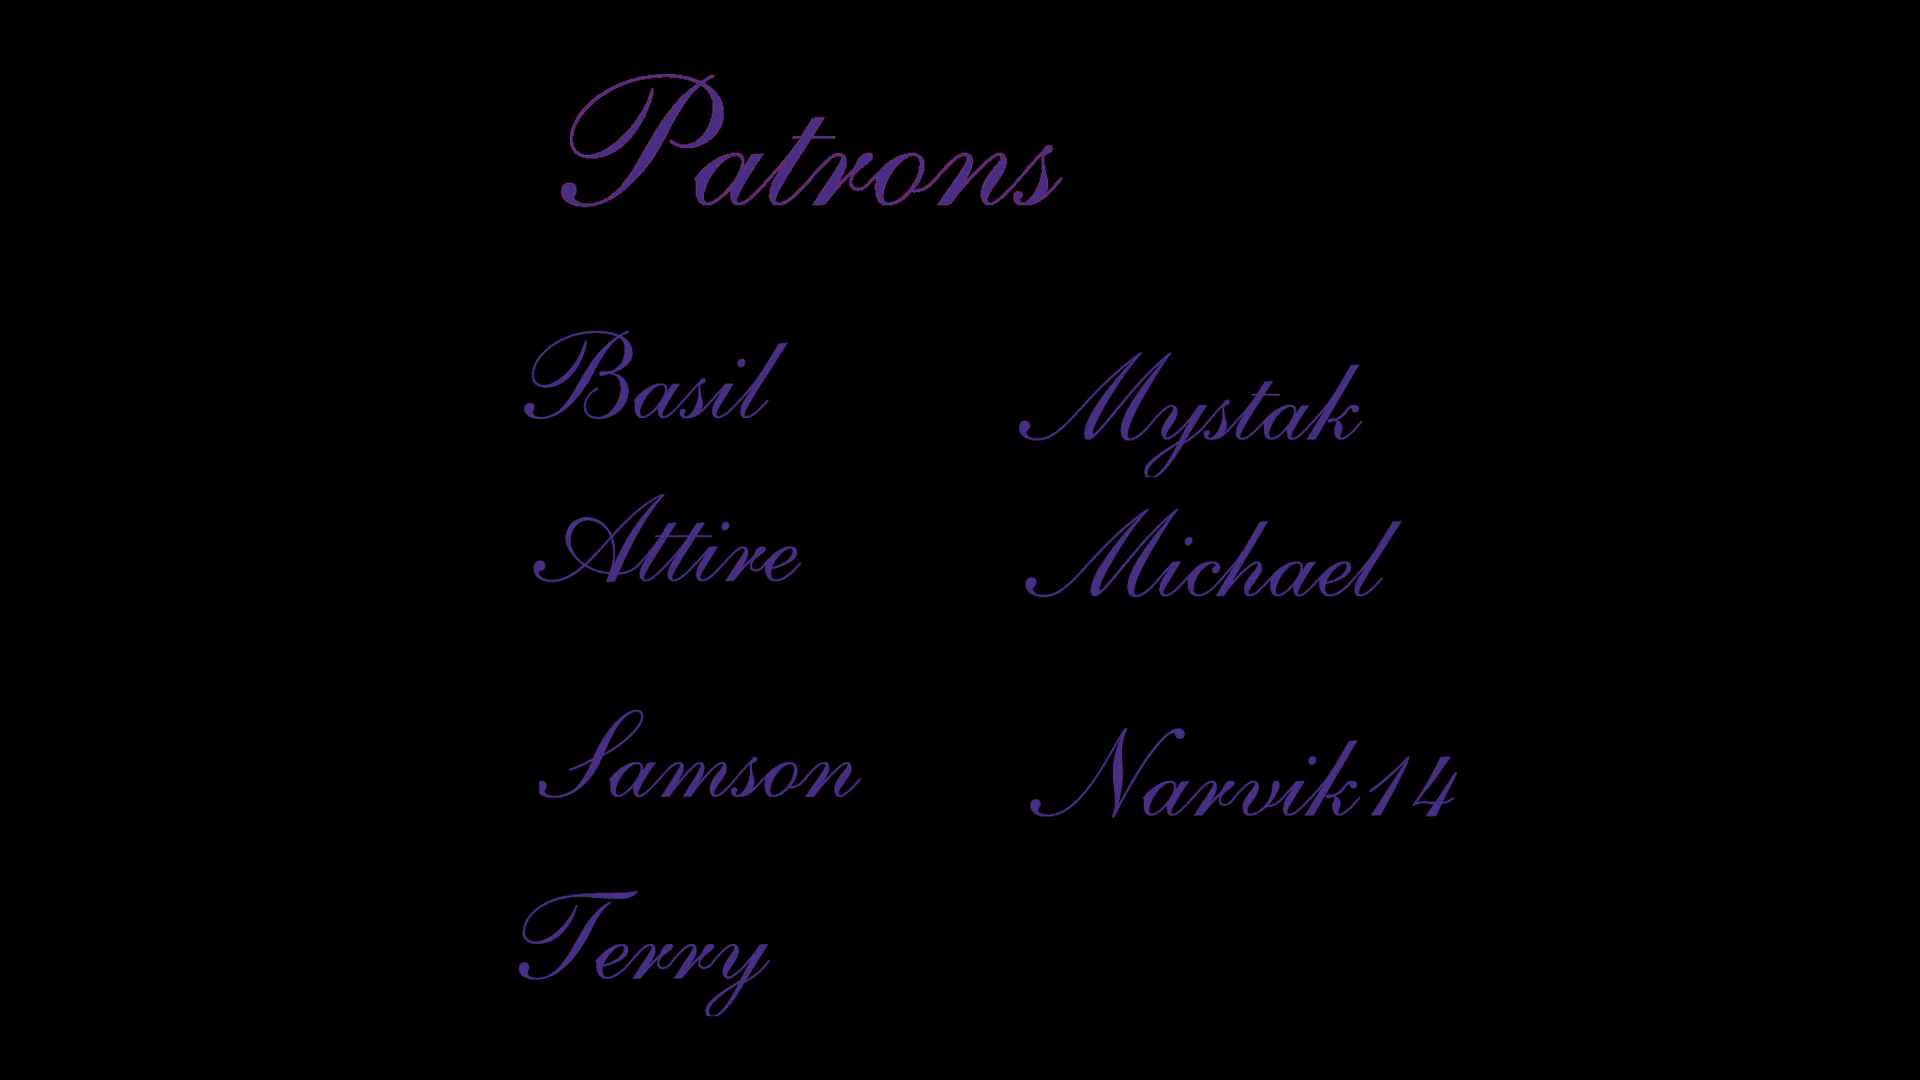 Patrons
Basil
Mystak
Attire
Michael
Samson
Narvik14
Terry